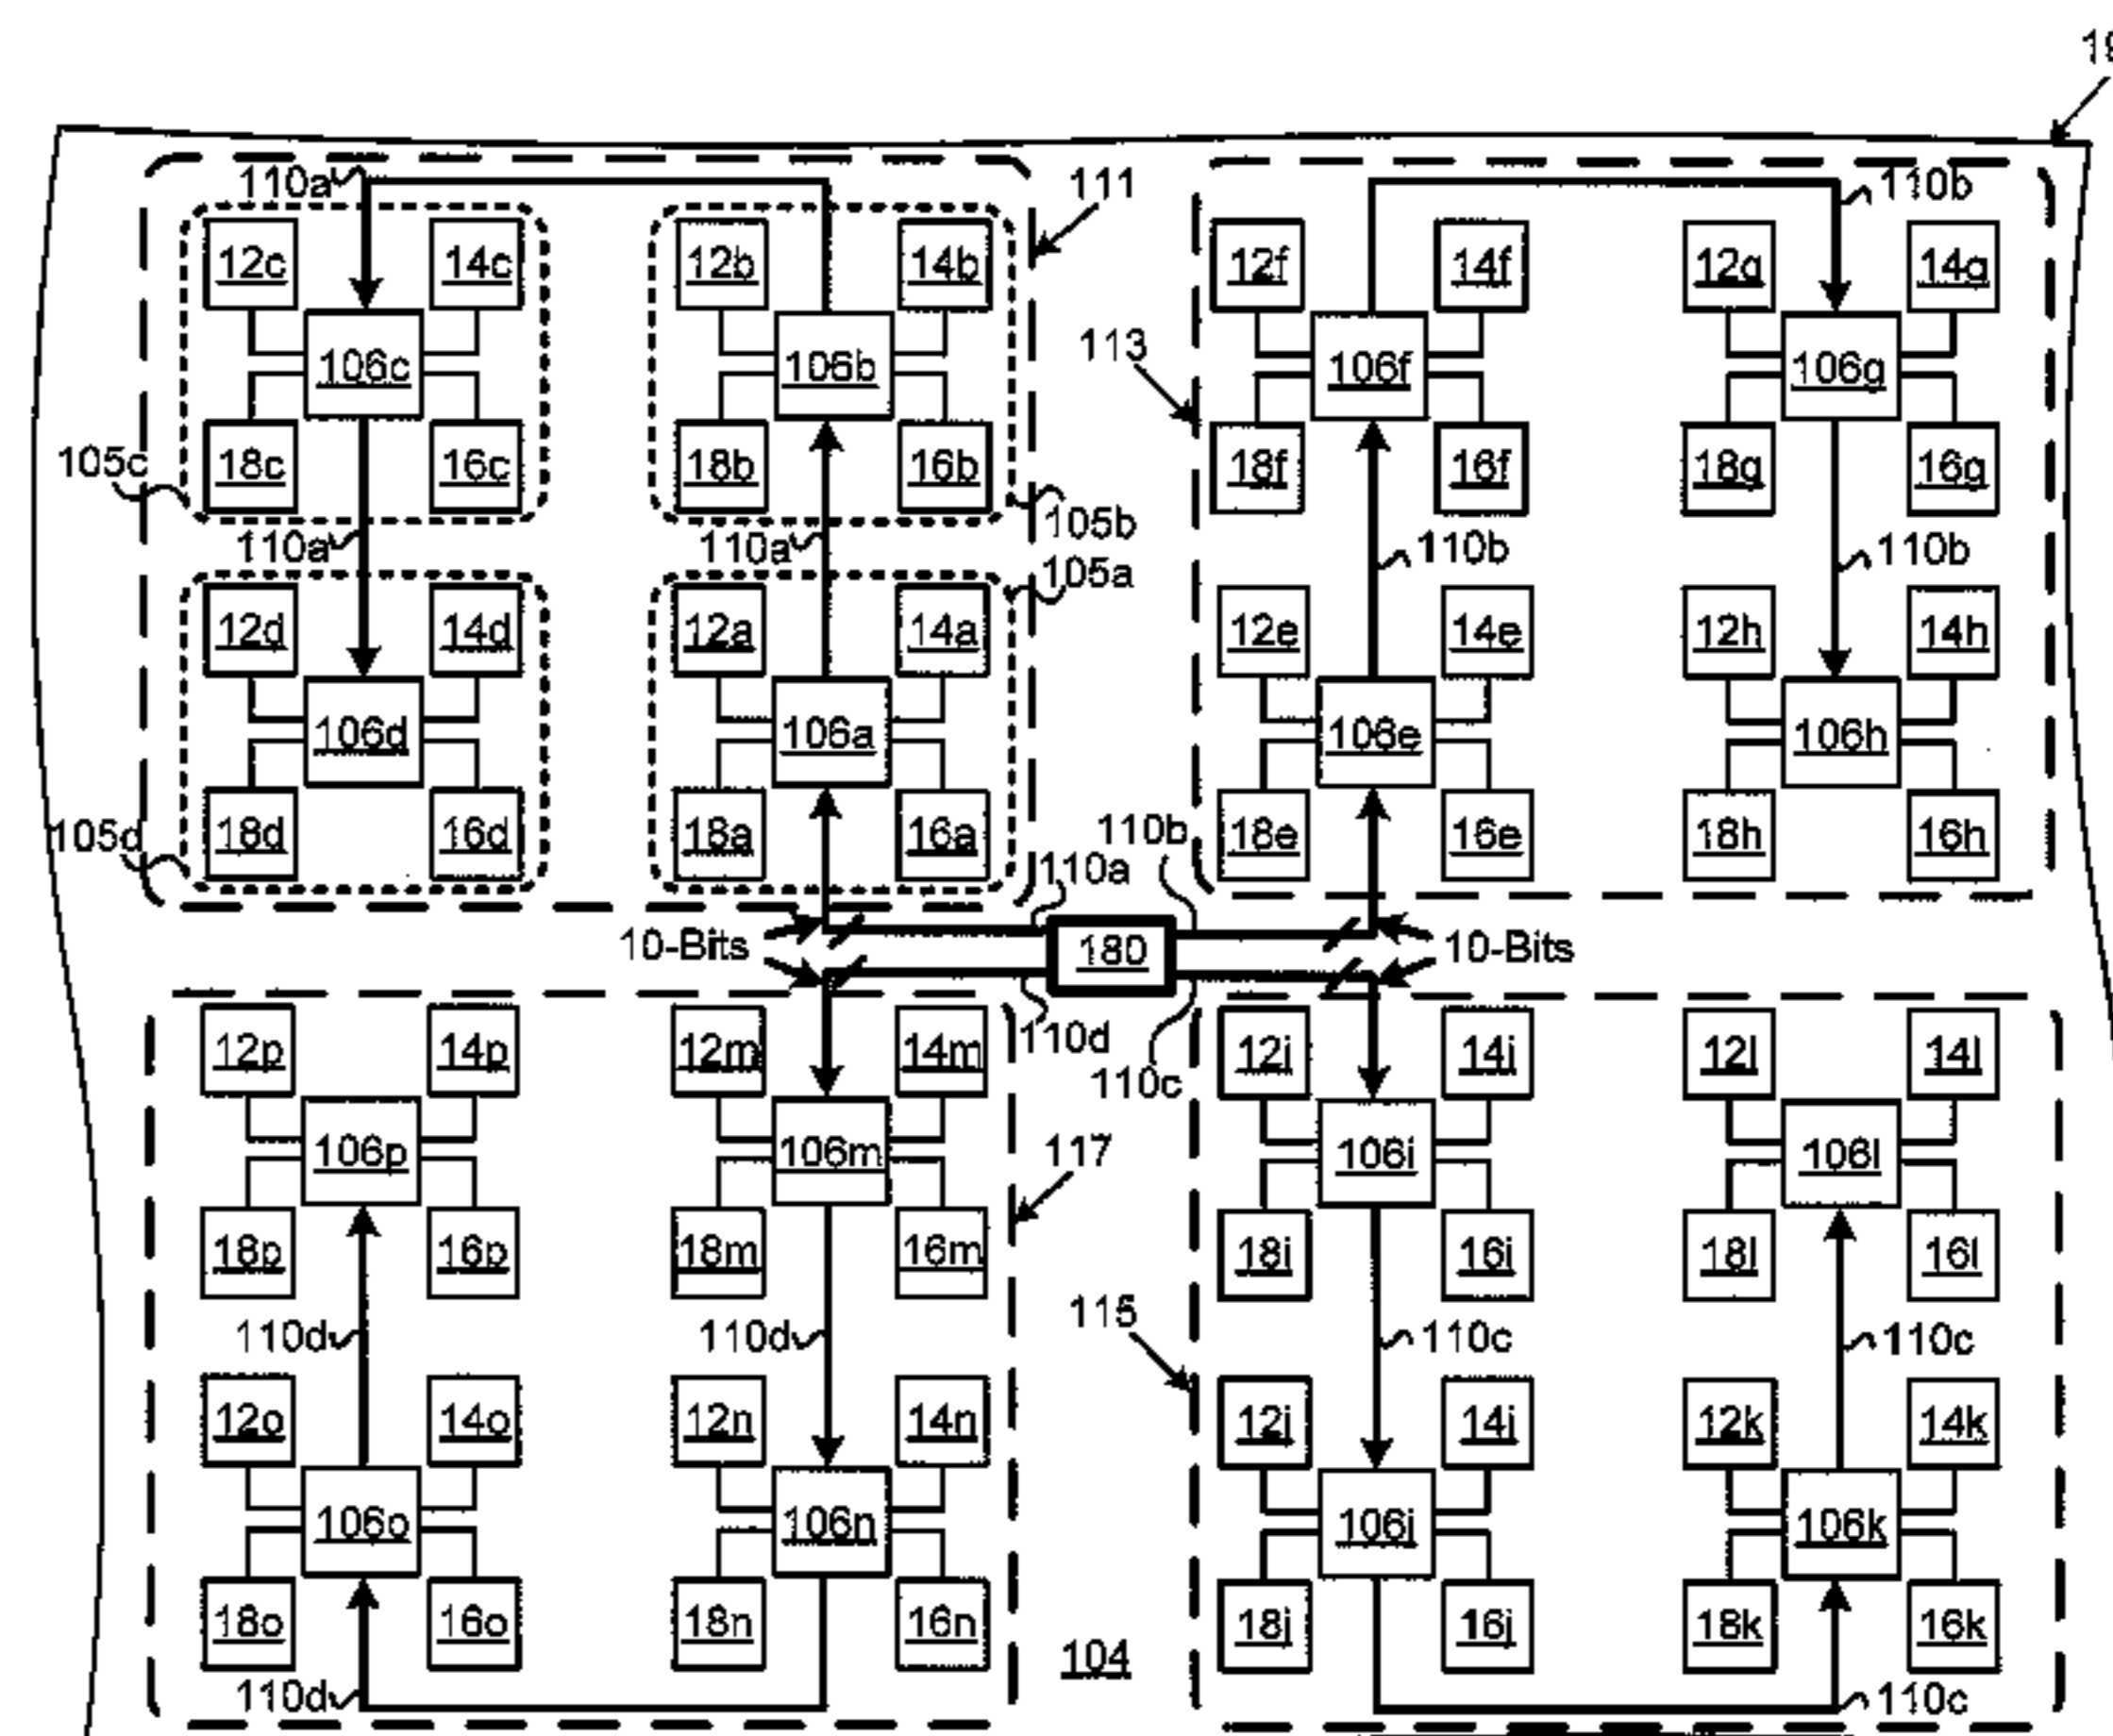 19
110a 110b
111
12c 14c 12b 14b 12f 14f 12g 14g
113
106c 106b 106f 106g
105c 18c 16c 18b 16b 18f 16f 18g 16g
105b
110a 110a 110b 110b
105a
12d 14d 12a 14a 12e 14e 12h 14h
106d 106a 106e 106h
105d 18d 16d 18a 16a 110b 18e 16e 18h 16h
110a
10-Bits 180 10-Bits
12p 14p 12m 14m 110d 12i 14i 12l 14l
110c
106p 106m 117 106i 106l
18p 16p 18m 16m 18i 16i 18l 16l
115
110d 110d 110c 110c
12o 14o 12n 14n 12j 14j 12k 14k
106o 106n 106j 106k
18o 16o 18n 16n 18j 16j 18k 16k
104
110d 110c